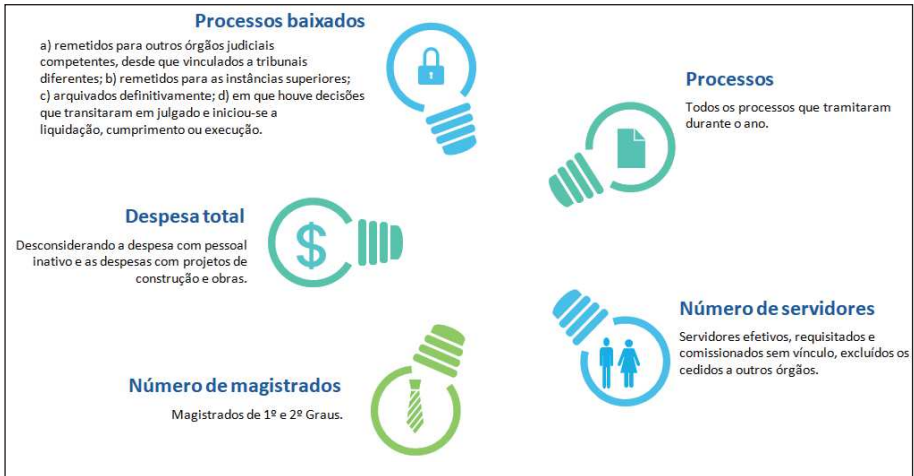 Processos baixados
a) remetidos para outros órgãos judiciais
competentes, desde que vinculados a tribunais
diferentes; b) remetidos para as instâncias superiores;
c) arquivados definitivamente; d) em que houve decisões
que transitaram em julgado e iniciou-se a
liquidação, cumprimento ou execução.
Processos
Todos os processos que tramitaram
durante o ano.
Despesa total
Desconsiderando a despesa com pessoal
inativo e as despesas com projetos de
construção e obras.
$
Número de servidores
Servidores efetivos, requisitados e
comissionados sem vínculo, excluídos os
cedidos a outros órgãos.
Número de magistrados
Magistrados de 1º e 2º Graus.